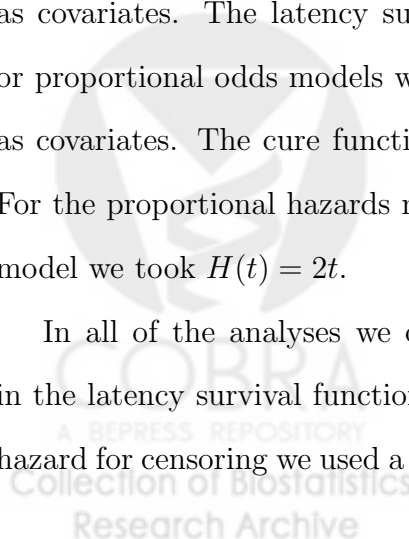 as covariates. The latency su
or proportional odds models w
as covariates. The cure functi
For the proportional hazards
model we took H(t) = 2t.
In all of the analyses we
in the latency survival function
hazard for censoring we used a
COBRA
A BEPRESS REPOSITORY
Collection of Biostatistics
Research Archive